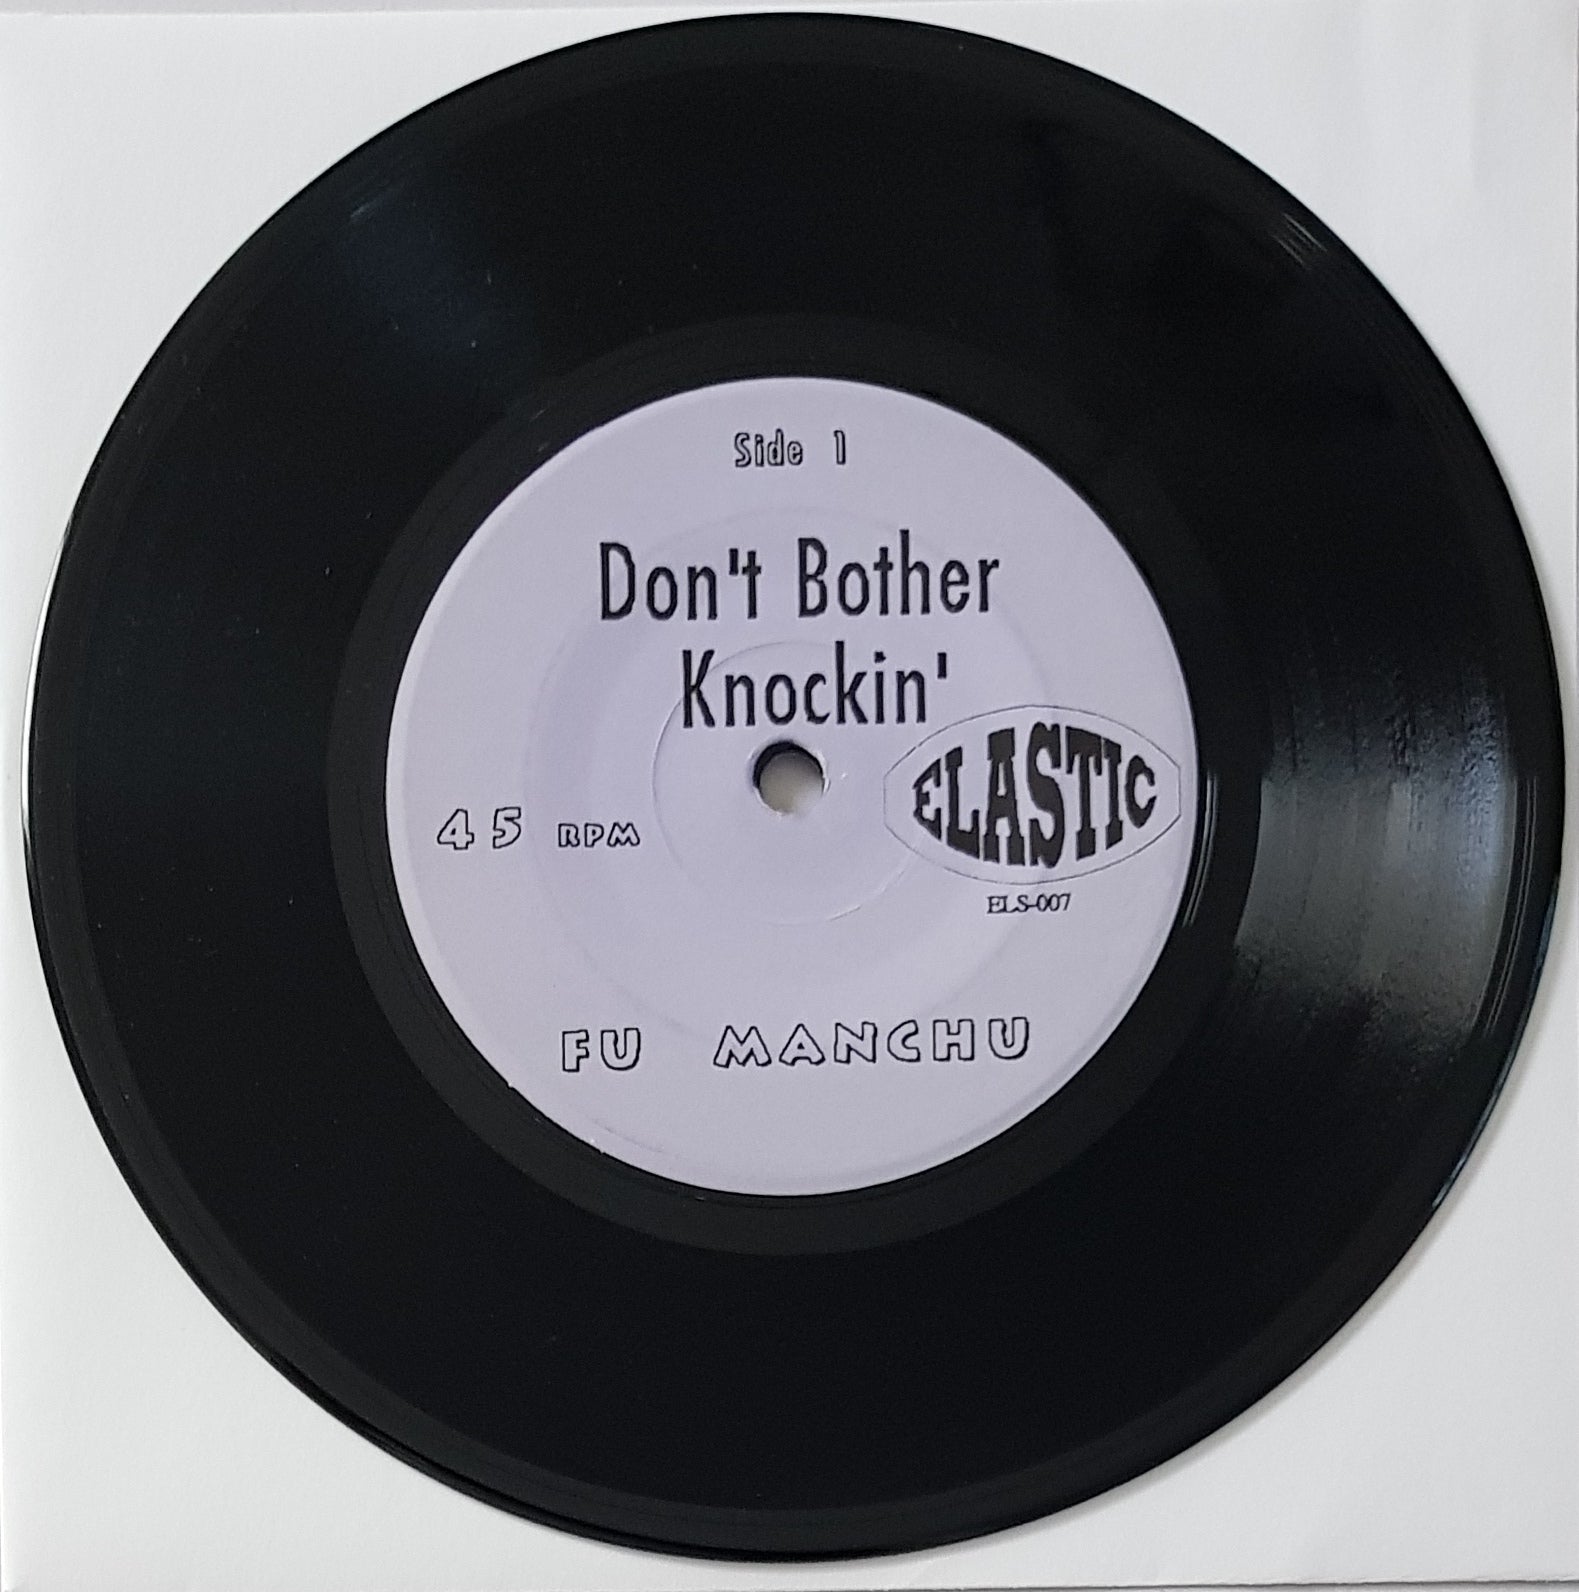 Side 1
Don't Bother
Knockin'
ELASTIC
45 RPM
ELS-007
FU MANCHU